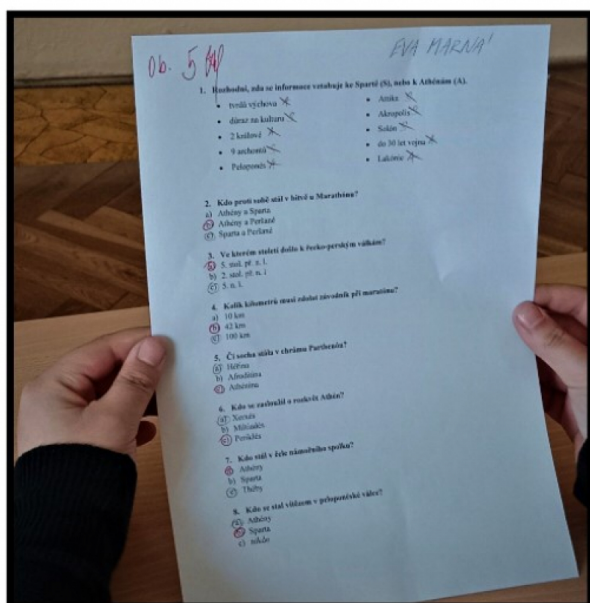 Ob. 5
EVA MARNÁ
1. Rozhodni, zda se informace vztahuje ke Spartě (S), nebo k Athénám (A).
• tvrdá výchova • Attika
• důraz na kulturu • Akropolis
• 2 králové • Solón
• 9 archontů • do 30 let vojna
• Peloponés • Lakónie
2. Kdo proti sobě stál v bitvě u Marathónu?
a) Athény a Sparta
b) Athény a Peršané
c) Sparta a Peršané
3. Ve kterém století došlo k řecko-perským válkám?
a) 5. stol. př. n. l.
b) 2. stol. př. n. l
c) 5. n. l.
4. Kolik kilometrů musí zdolat závodník při maratónu?
a) 10 km
b) 42 km
c) 100 km
5. Čí socha stála v chrámu Parthenón?
a) Héřina
b) Afroditina
c) Athénina
6. Kdo se zasloužil o rozkvět Athén?
a) Xerxés
b) Miltiadés
c) Periklés
7. Kdo stál v čele námořního spolku?
a) Athény
b) Sparta
c) Théby
8. Kdo se stal vítězem v peloponéské válce?
a) Athény
b) Sparta
c) nikdo